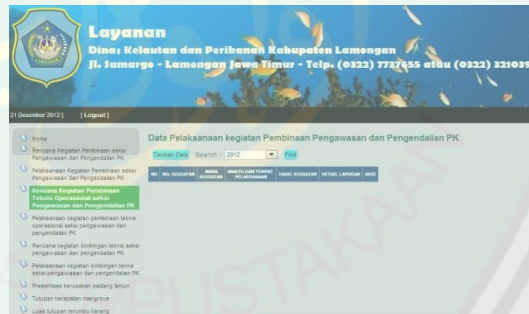 Layanan
Dinas Kelautan dan Perikanan Kabupaten Lamongan
Jl. Sumargo - Lamongan Jawa Timur - Telp. (0322) 7737655 atau (0322) 321039
21 Desember 2012 ] [ Logout ]
Home
Rencana Kegiatan Pembinaan seksi
Pengawasan dan Pengendalian PK
Pelaksanaan Kegiatan Pembinaan seksi
Pengawasan dan Pengendalian PK
Rencana Kegiatan Pembinaan
Teknis Operasional seksi
Pengawasan dan Pengendalian PK
Pelaksanaan kegiatan pembinaan teknis
operasional seksi pengawasan dan
pengendalian PK
Rencana kegiatan bimbingan teknis seksi
pengawasan dan pengendalian PK
Pelaksanaan kegiatan bimbingan teknis
seksi pengawasan dan pengendalian PK
Presentase kerusakan padang lamun
Tutupan kerapatan mangrove
Luas tutupan terumbu karang
Data Pelaksanaan kegiatan Pembinaan Pengawasan dan Pengendalian PK
Tambah Data Search : 2012 Find
NO NO. KEGIATAN NAMA KEGIATAN WAKTU DAN TEMPAT PELAKSANAAN HASIL KEGIATAN DETAIL LAPORAN AKSI